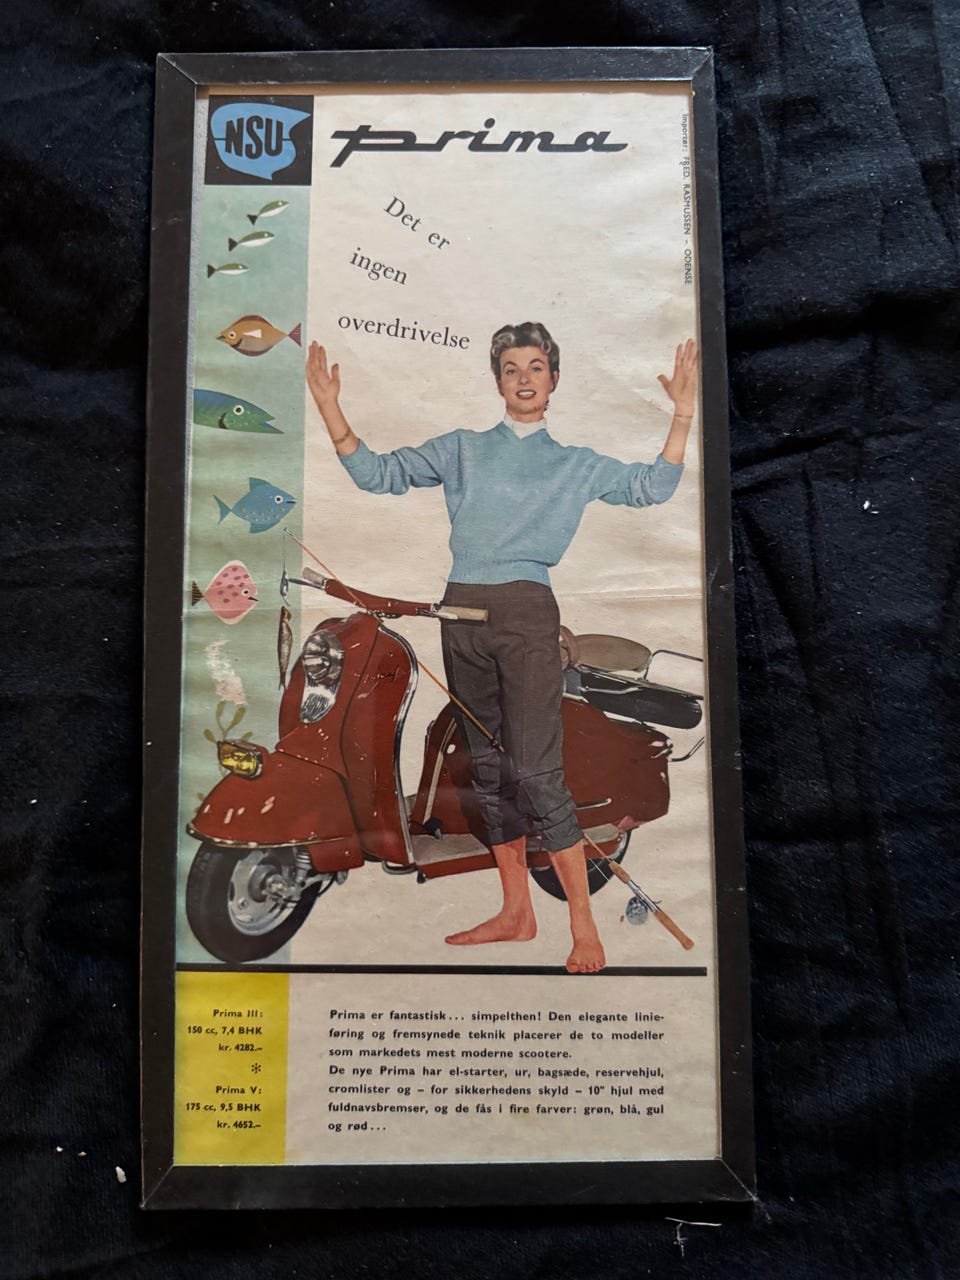 NSU
prima
Importør: FRED. RASMUSSEN – ODENSE
Det er
ingen
overdrivelse
Prima III:
150 cc, 7,4 BHK
kr. 4282.–
*
Prima V:
175 cc, 9,5 BHK
kr. 4652.–
Prima er fantastisk... simpelthen! Den elegante linie-
føring og fremsynede teknik placerer de to modeller
som markedets mest moderne scootere.
De nye Prima har el-starter, ur, bagsæde, reservehjul,
cromlister og – for sikkerhedens skyld – 10" hjul med
fuldnavsbremser, og de fås i fire farver: grøn, blå, gul
og rød...